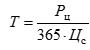 T = Pц / (365 · Цс)